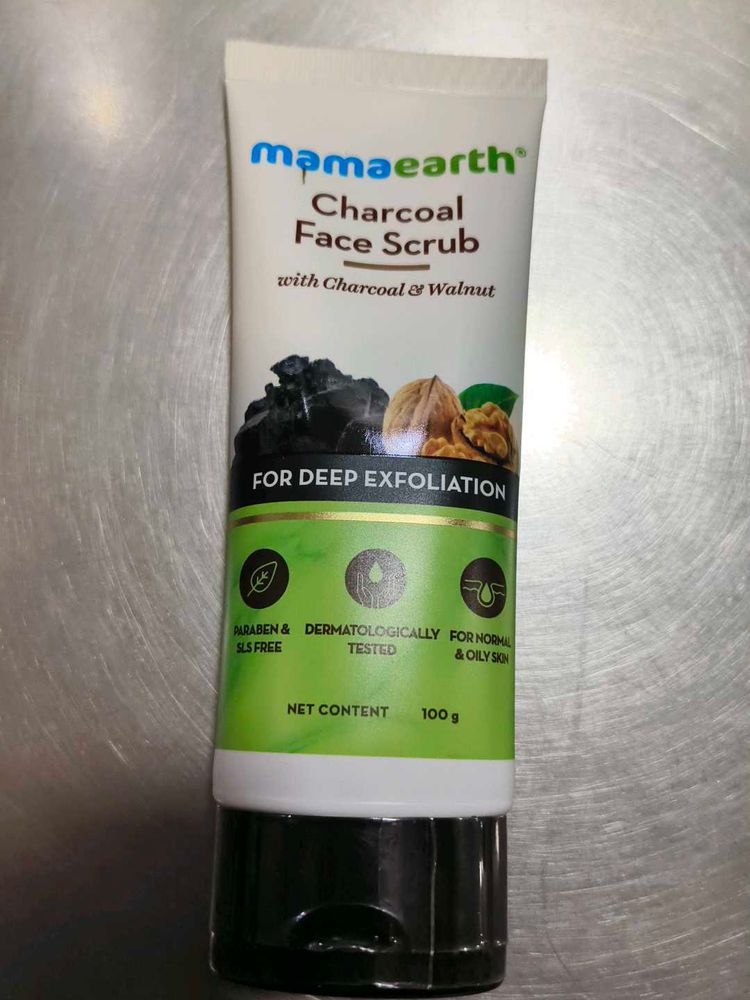 mamaearth®
Charcoal
Face Scrub
with Charcoal & Walnut
FOR DEEP EXFOLIATION
PARABEN &
SLS FREE
DERMATOLOGICALLY
TESTED
FOR NORMAL
& OILY SKIN
NET CONTENT 100 g